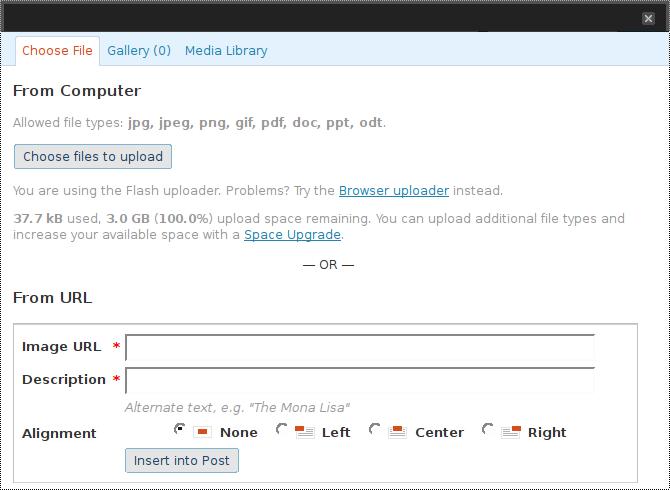 Choose File Gallery (0) Media Library
From Computer
Allowed file types: jpg, jpeg, png, gif, pdf, doc, ppt, odt.
Choose files to upload
You are using the Flash uploader. Problems? Try the Browser uploader instead.
37.7 kB used, 3.0 GB (100.0%) upload space remaining. You can upload additional file types and
increase your available space with a Space Upgrade.
— OR —
From URL
Image URL *
Description *
Alternate text, e.g. "The Mona Lisa"
Alignment None Left Center Right
Insert into Post